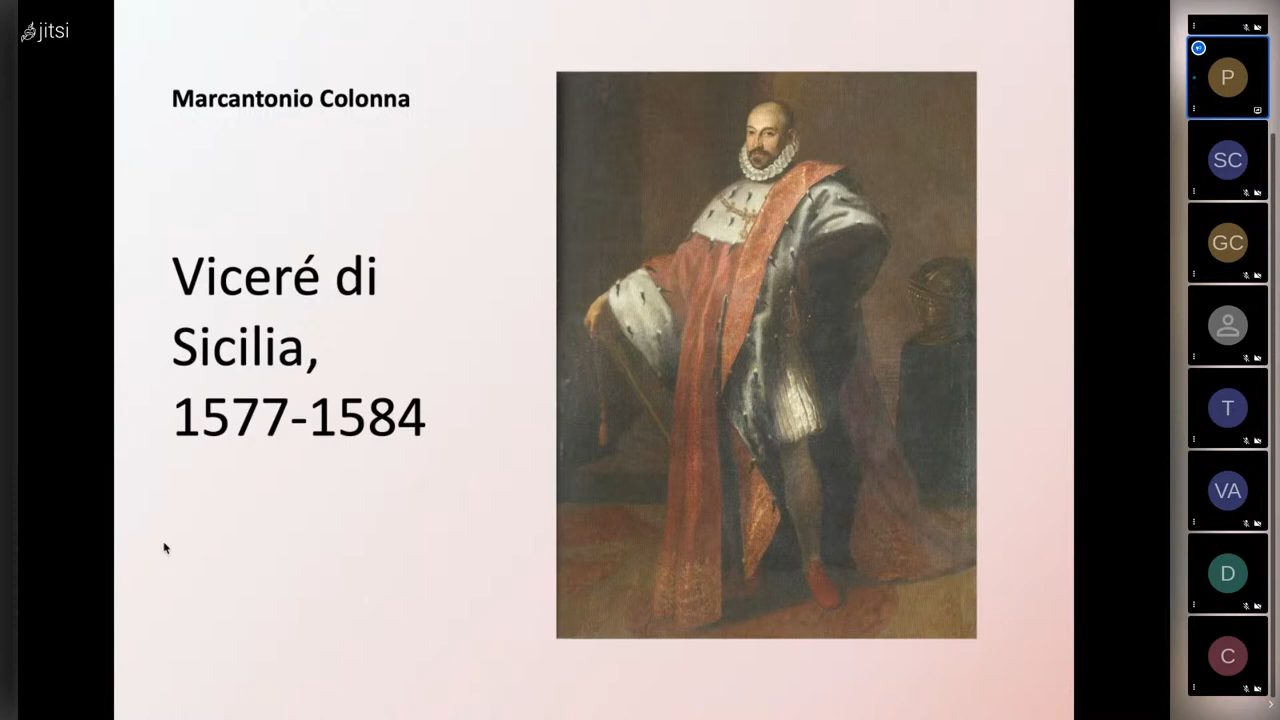 jitsi
Marcantonio Colonna
Viceré di
Sicilia,
1577-1584
P
SC
GC
T
VA
D
C